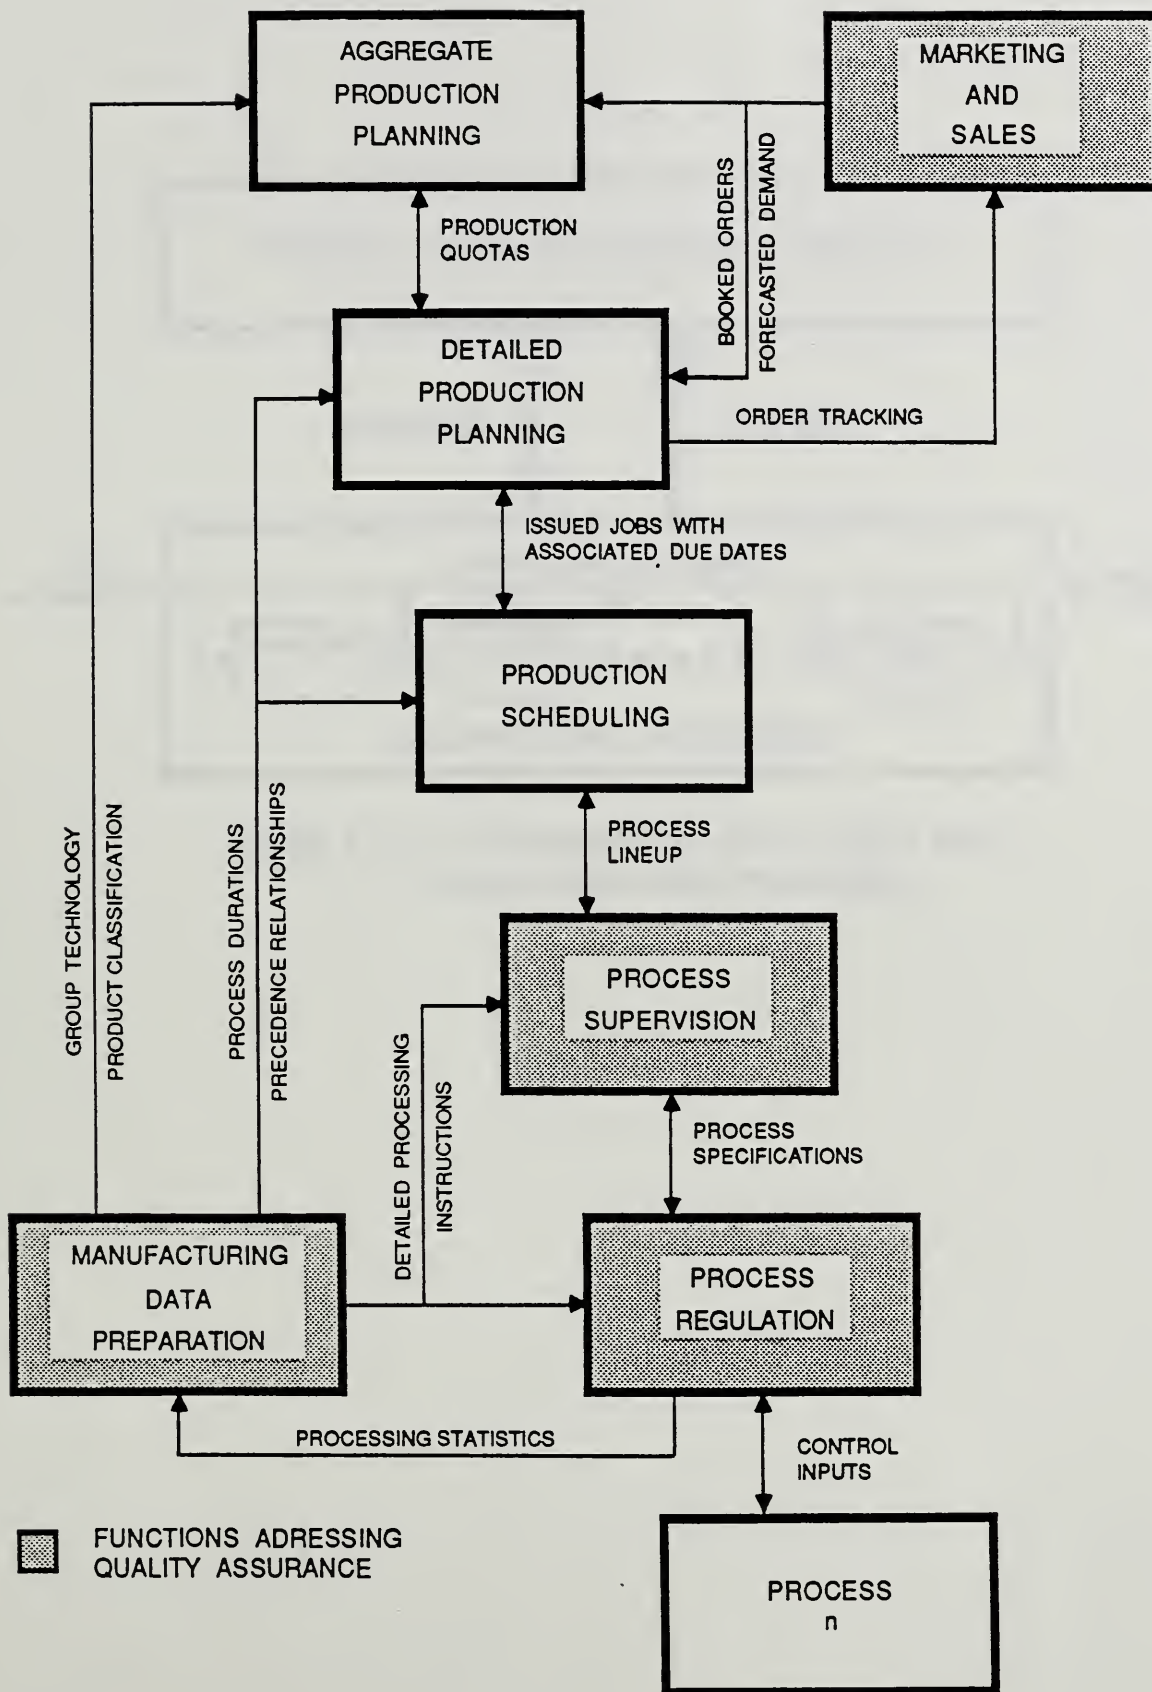 AGGREGATE
PRODUCTION
PLANNING
MARKETING
AND
SALES
PRODUCTION
QUOTAS
BOOKED ORDERS
FORECASTED DEMAND
DETAILED
PRODUCTION
PLANNING
ORDER TRACKING
ISSUED JOBS WITH
ASSOCIATED DUE DATES
PRODUCTION
SCHEDULING
GROUP TECHNOLOGY
PRODUCT CLASSIFICATION
PROCESS DURATIONS
PRECEDENCE RELATIONSHIPS
PROCESS
LINEUP
PROCESS
SUPERVISION
DETAILED PROCESSING
INSTRUCTIONS
PROCESS
SPECIFICATIONS
MANUFACTURING
DATA
PREPARATION
PROCESS
REGULATION
PROCESSING STATISTICS
CONTROL
INPUTS
FUNCTIONS ADRESSING
QUALITY ASSURANCE
PROCESS
n